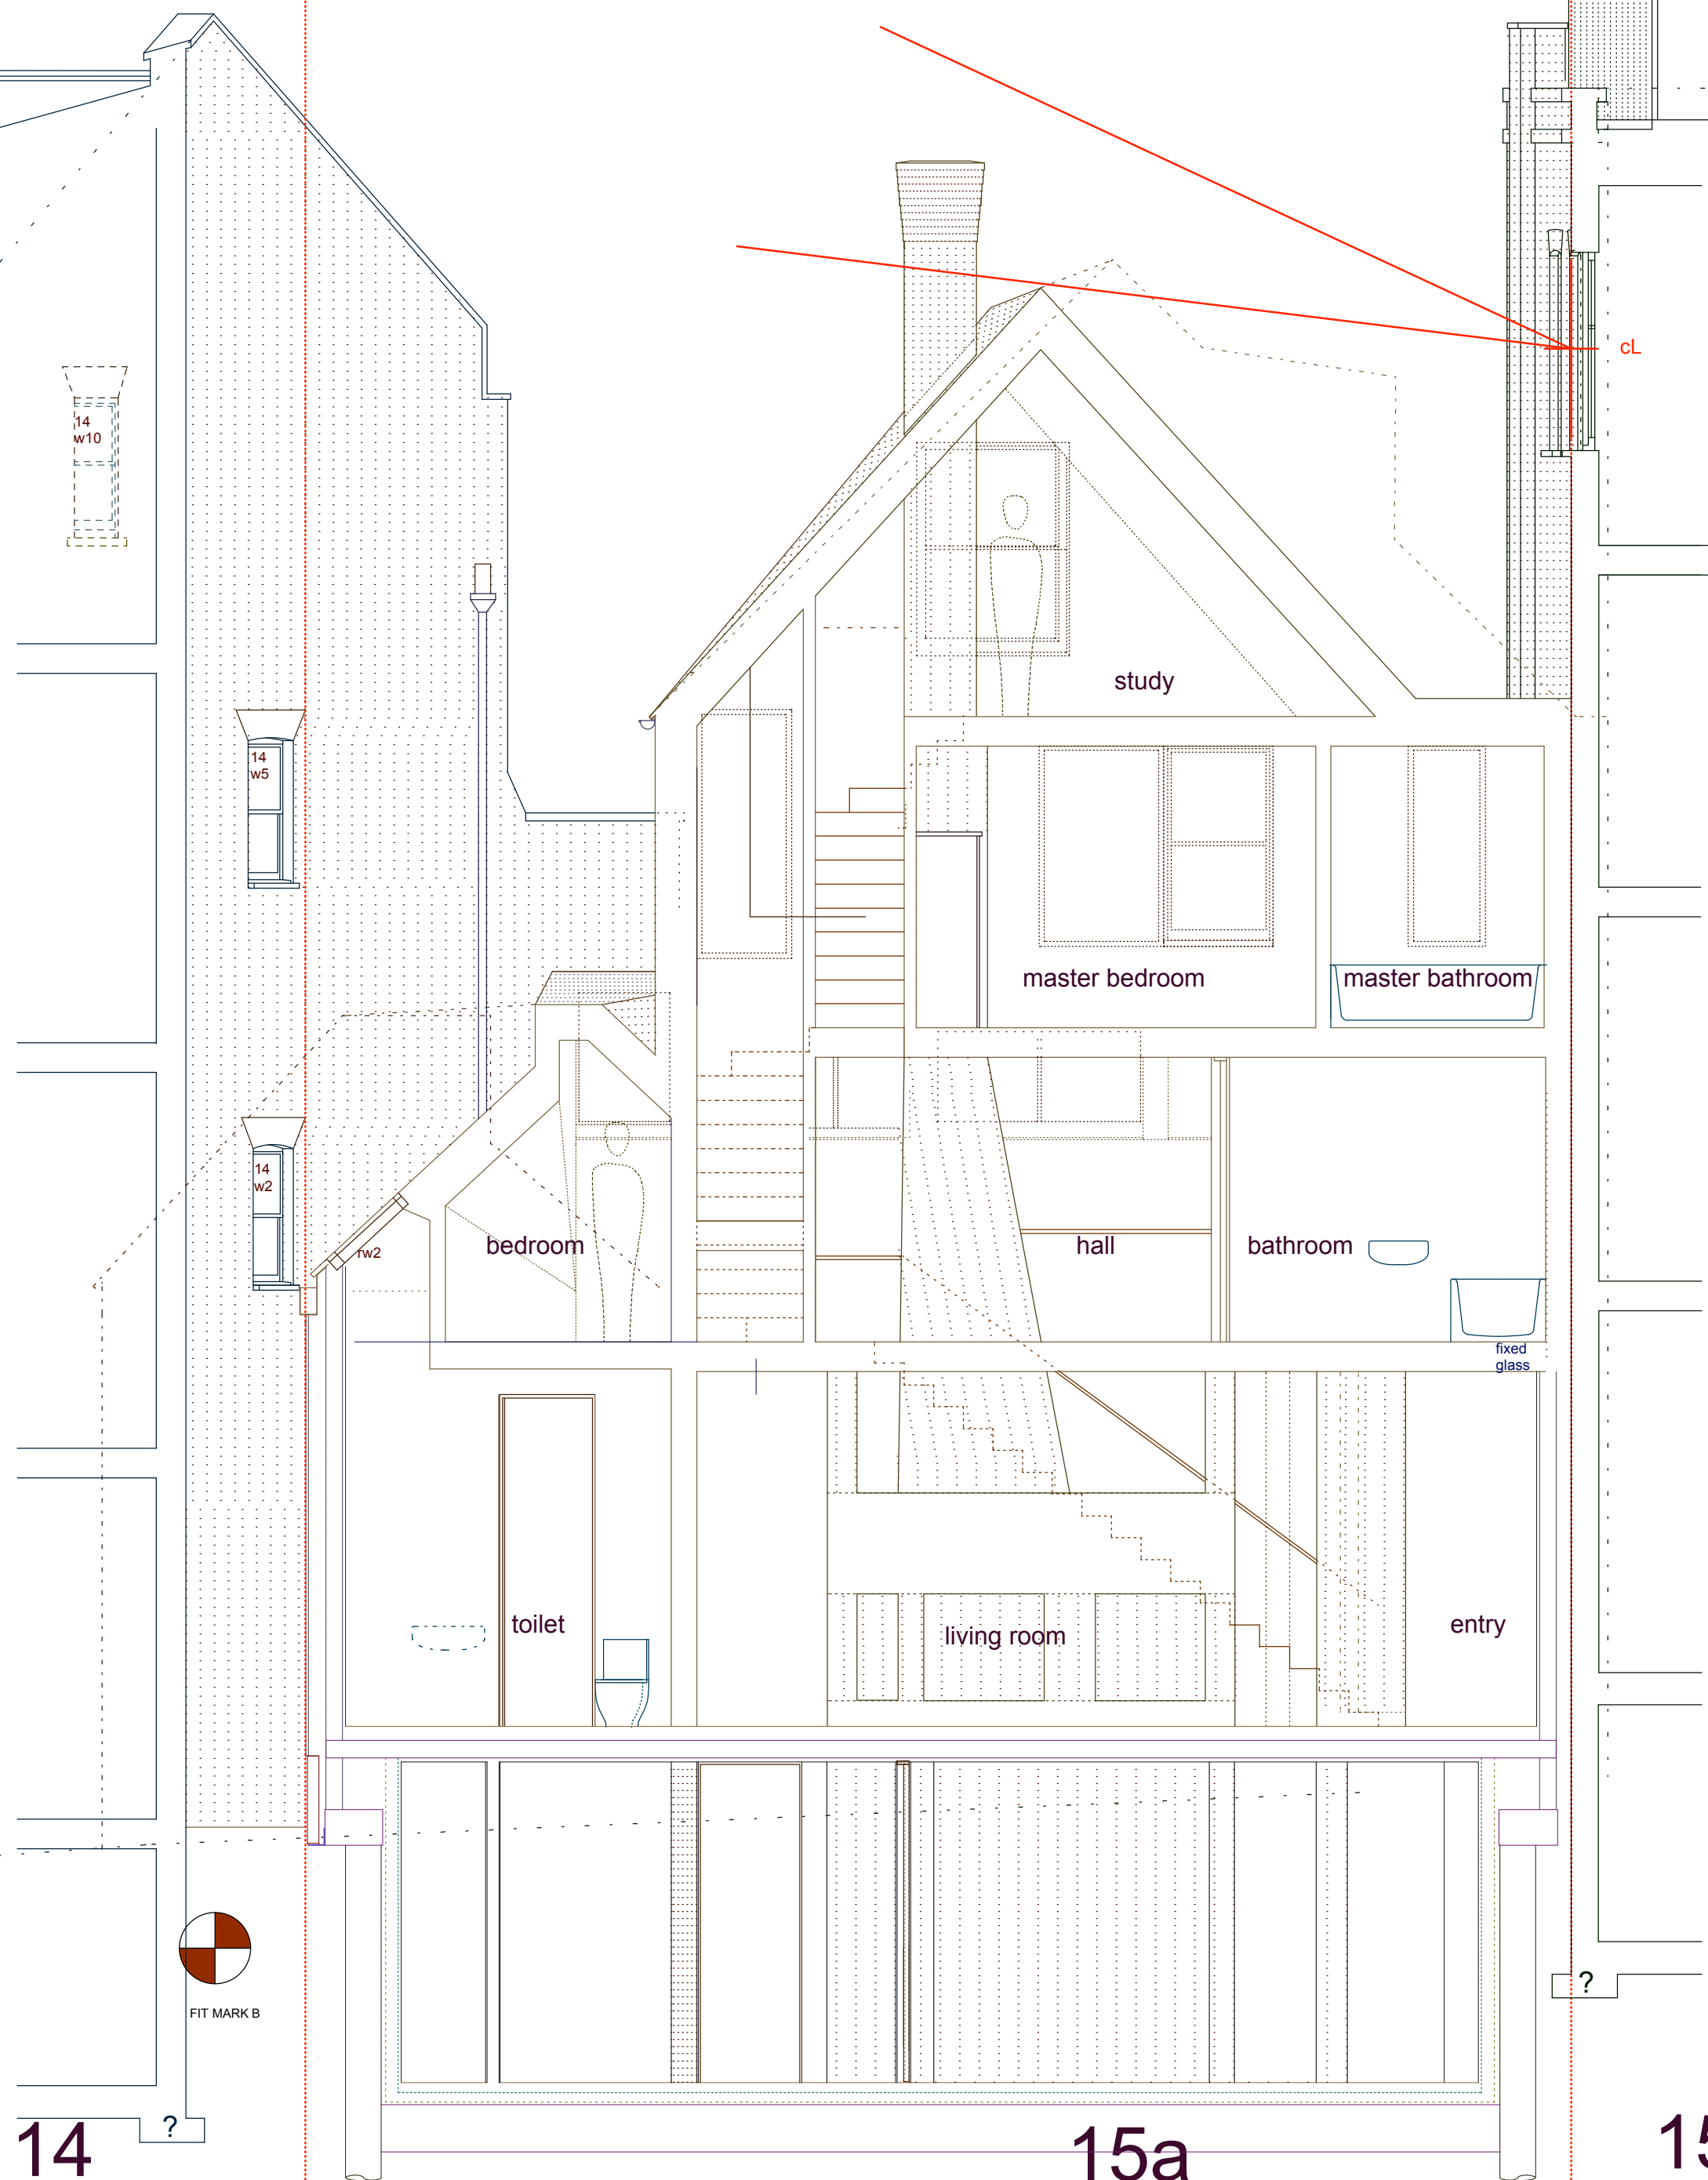 cL
14
w10
study
14
w5
master bedroom
master bathroom
14
w2
rw2
bedroom
hall
bathroom
fixed
glass
toilet
living room
entry
FIT MARK B
?
?
14
15a
15